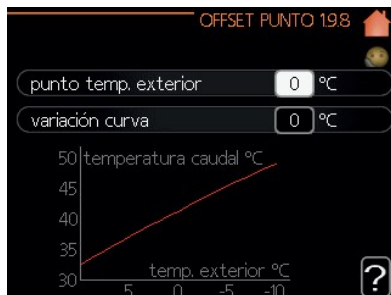 OFFSET PUNTO 1.9.8
punto temp. exterior 0 °C
variación curva 0 °C
50 temperatura caudal °C
45
40
35
30
temp. exterior °C
5 0 -5 -10
?